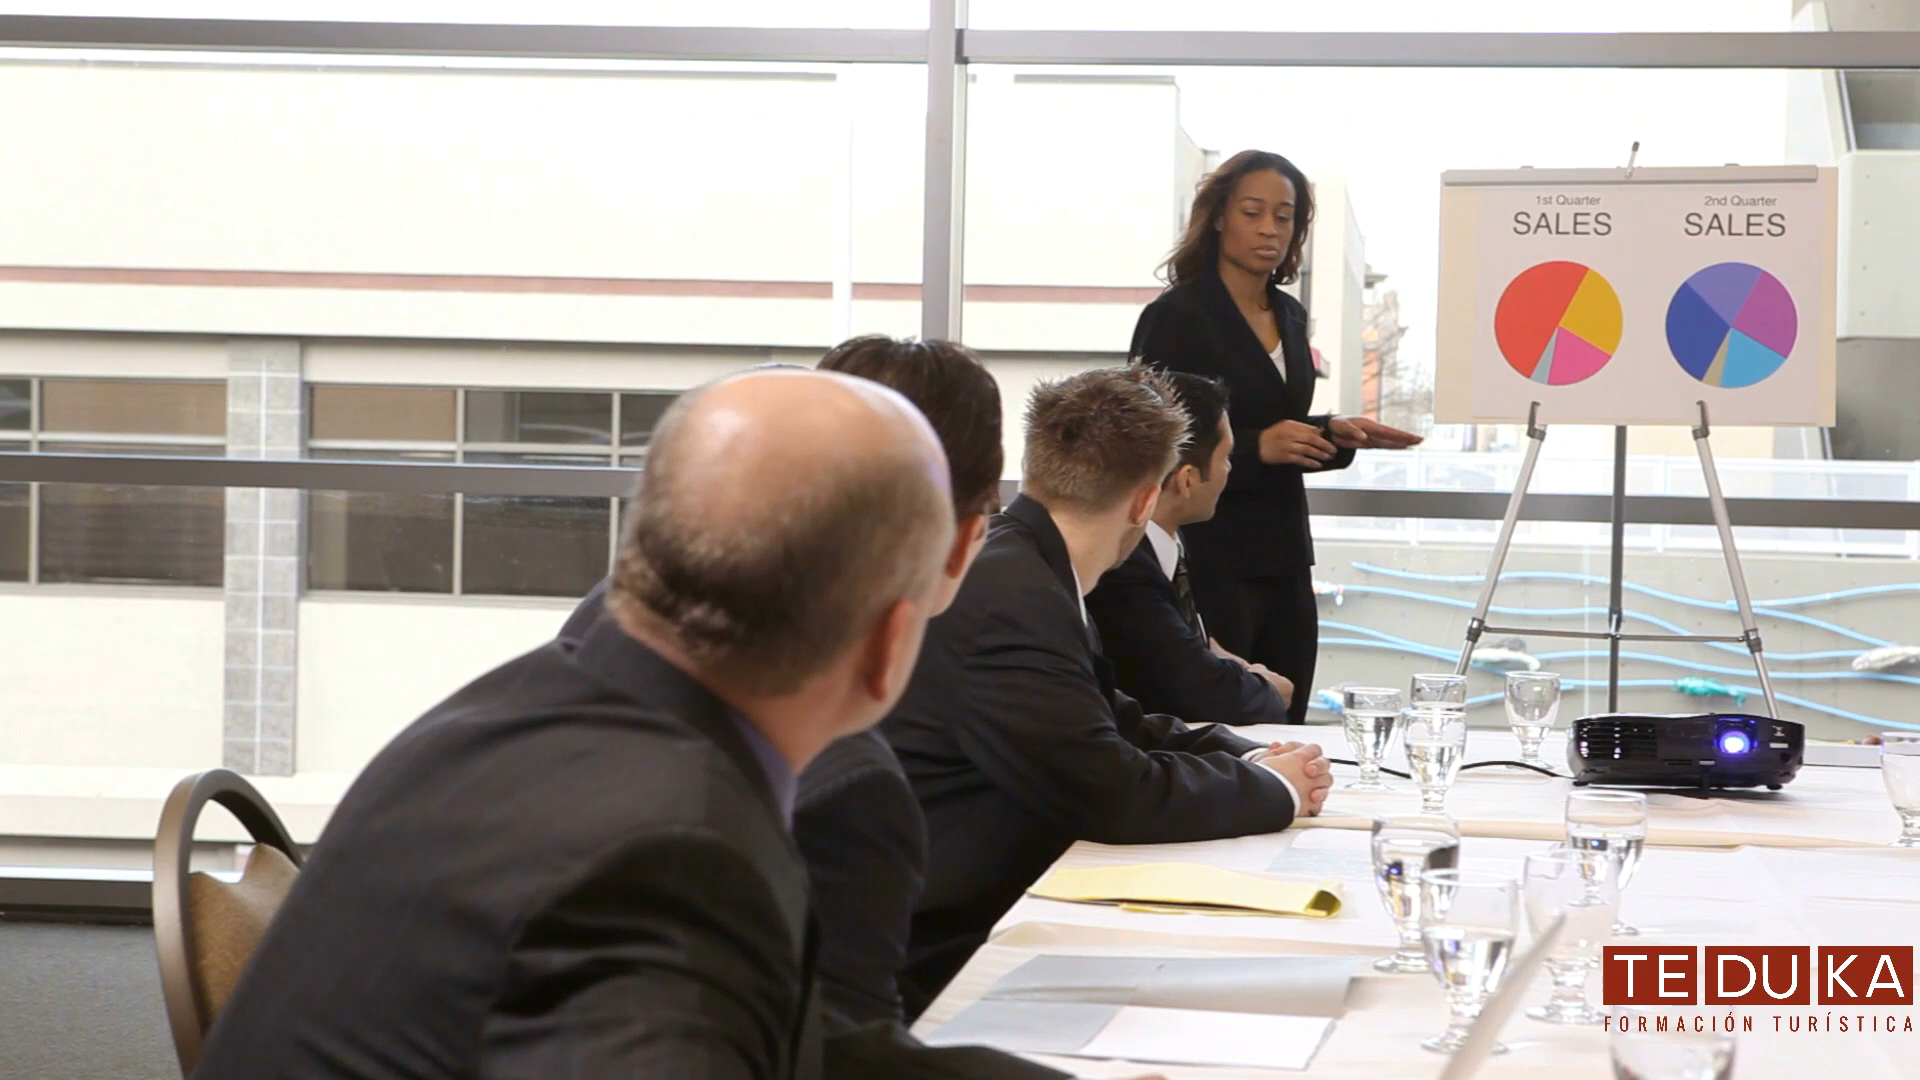 1st Quarter
SALES
2nd Quarter
SALES
TEDUKA
FORMACIÓN TURÍSTICA